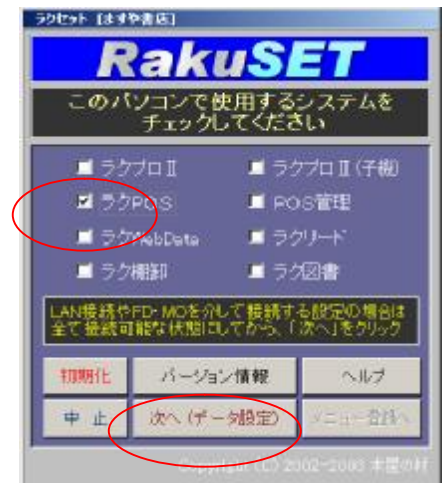 ラクセット [ますや書店]
RakuSET
このパソコンで使用するシステムを
チェックしてください
ラクプロⅡ
ラクプロⅡ(子機)
ラクPOS
POS管理
ラクWebData
ラクリード
ラク棚卸
ラク図書
LAN接続やFD・MOを介して接続する設定の場合は
全て接続可能な状態にしてから、「次へ」をクリック
初期化
バージョン情報
ヘルプ
中 止
次へ (データ設定)
メニュー登録へ
Copyright (C) 2002-2003 本屋の村